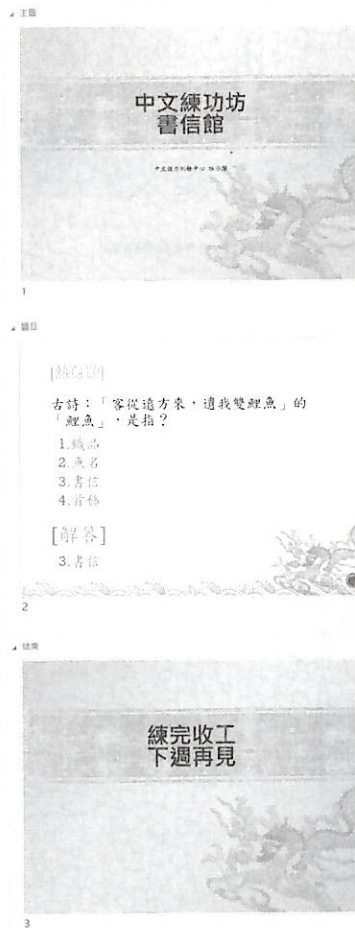 主題
中文練功坊
書信館
1
題目
[熱身題]
古詩：「客從遠方來，遺我雙鯉魚」的
「鯉魚」，是指？
1.織品
2.魚名
3.書信
4.首飾
[解答]
3.書信
2
結束
練完收工
下週再見
3